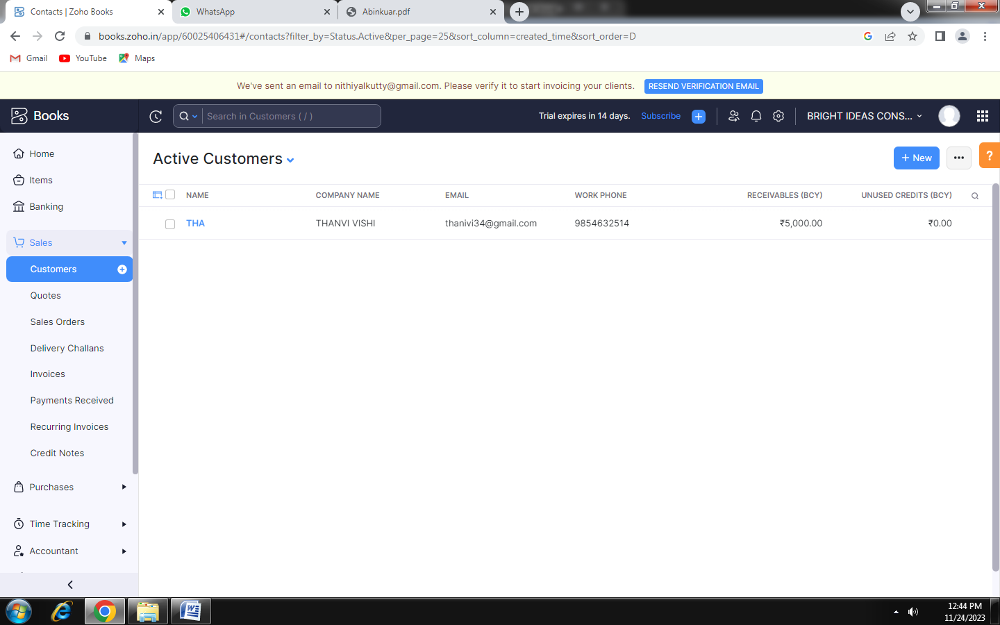 Contacts | Zoho Books
WhatsApp
Abinkuar.pdf
books.zoho.in/app/60025406431#/contacts?filter_by=Status.Active&per_page=25&sort_column=created_time&sort_order=D
Gmail
YouTube
Maps
We've sent an email to nithiyalkutty@gmail.com. Please verify it to start invoicing your clients. RESEND VERIFICATION EMAIL
Books
Search in Customers ( / )
Trial expires in 14 days. Subscribe
BRIGHT IDEAS CONS...
Home
Items
Banking
Sales
Customers
Quotes
Sales Orders
Delivery Challans
Invoices
Payments Received
Recurring Invoices
Credit Notes
Purchases
Time Tracking
Accountant
Active Customers
+ New
?
NAME COMPANY NAME EMAIL WORK PHONE RECEIVABLES (BCY) UNUSED CREDITS (BCY)
THA THANVI VISHI thanivi34@gmail.com 9854632514 ₹5,000.00 ₹0.00
12:44 PM
11/24/2023